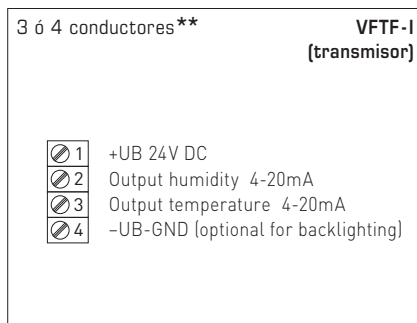 3 ó 4 conductores**
VFTF-I
(transmisor)
1 +UB 24V DC
2 Output humidity 4-20mA
3 Output temperature 4-20mA
4 –UB-GND (optional for backlighting)